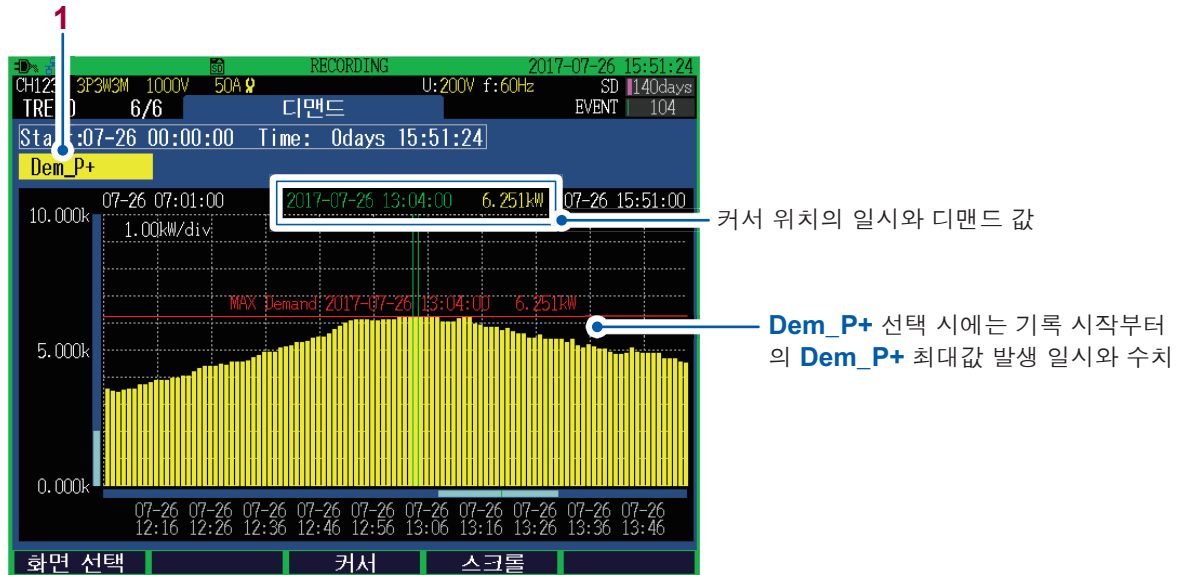 1
SD RECORDING 2017-07-26 15:51:24
CH123 3P3W3M 1000V 50A U:200V f:60Hz SD 140days
TREND 6/6 디맨드 EVENT 104
Start:07-26 00:00:00 Time: 0days 15:51:24
Dem_P+
07-26 07:01:00 2017-07-26 13:04:00 6.251kW 07-26 15:51:00
커서 위치의 일시와 디맨드 값
10.000k
1.00kW/div
MAX Demand 2017-07-26 13:04:00 6.251kW
Dem_P+ 선택 시에는 기록 시작부터
의 Dem_P+ 최대값 발생 일시와 수치
5.000k
0.000k
07-26 07-26 07-26 07-26 07-26 07-26 07-26 07-26 07-26 07-26
12:16 12:26 12:36 12:46 12:56 13:06 13:16 13:26 13:36 13:46
화면 선택 커서 스크롤